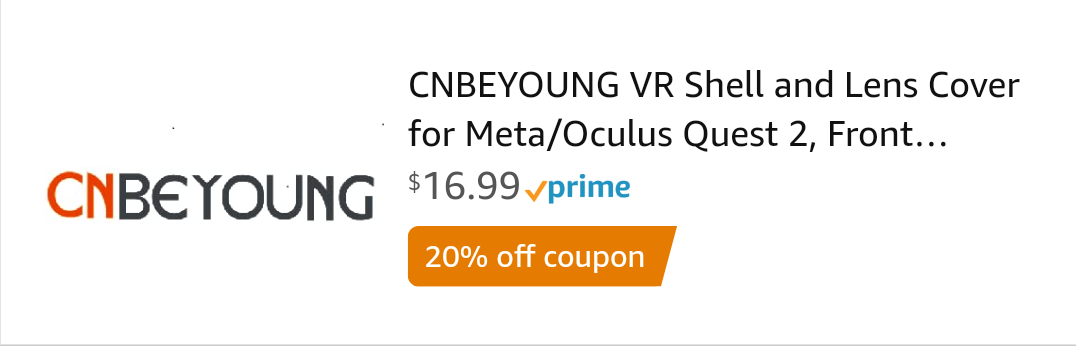 CNBEYOUNG
CNBEYOUNG VR Shell and Lens Cover
for Meta/Oculus Quest 2, Front…
$16.99 prime
20% off coupon